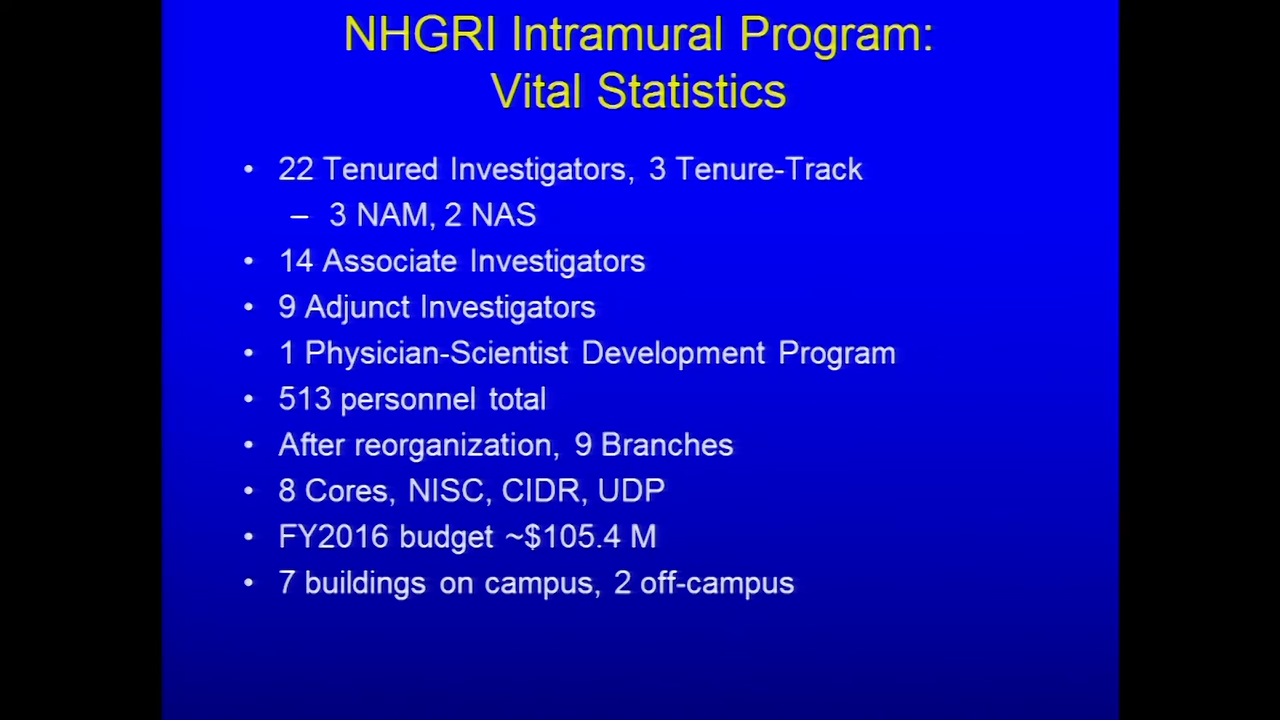 NHGRI Intramural Program:
Vital Statistics
• 22 Tenured Investigators, 3 Tenure-Track
– 3 NAM, 2 NAS
• 14 Associate Investigators
• 9 Adjunct Investigators
• 1 Physician-Scientist Development Program
• 513 personnel total
• After reorganization, 9 Branches
• 8 Cores, NISC, CIDR, UDP
• FY2016 budget ~$105.4 M
• 7 buildings on campus, 2 off-campus